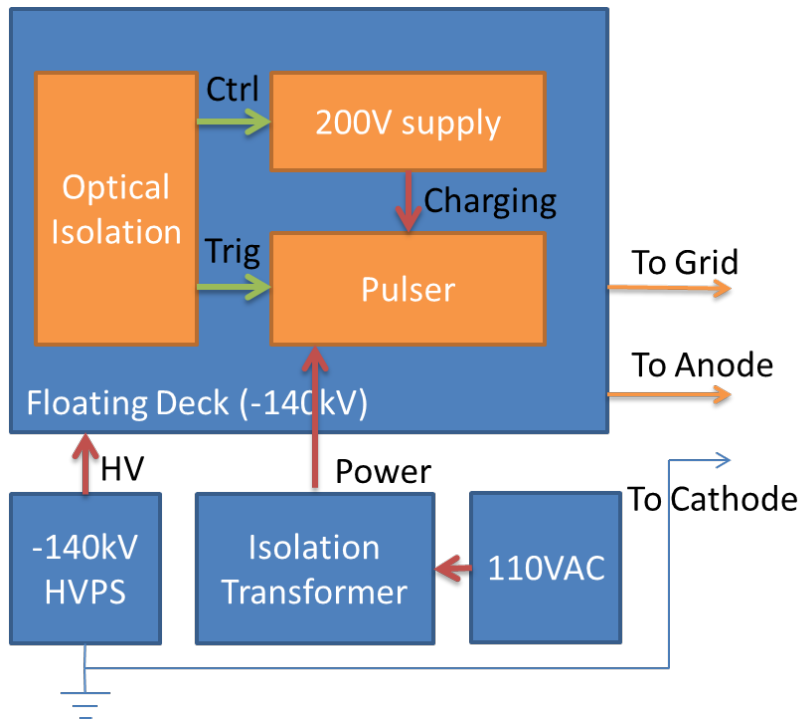 Ctrl
200V supply
Optical
Isolation
Charging
Trig
Pulser
To Grid
To Anode
Floating Deck (-140kV)
HV
Power
To Cathode
-140kV
HVPS
Isolation
Transformer
110VAC